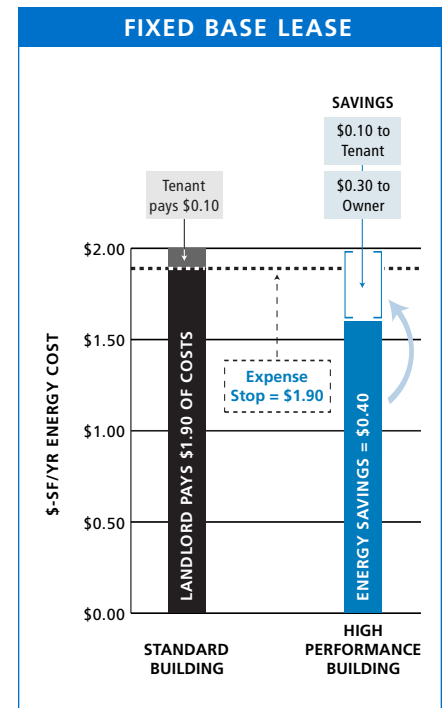 FIXED BASE LEASE
SAVINGS
$0.10 to
Tenant
Tenant
pays $0.10
$0.30 to
Owner
$2.00
$1.50
$1.00
$0.50
$0.00
$-SF/YR ENERGY COST
LANDLORD PAYS $1.90 OF COSTS
Expense
Stop = $1.90
ENERGY SAVINGS = $0.40
STANDARD
BUILDING
HIGH
PERFORMANCE
BUILDING